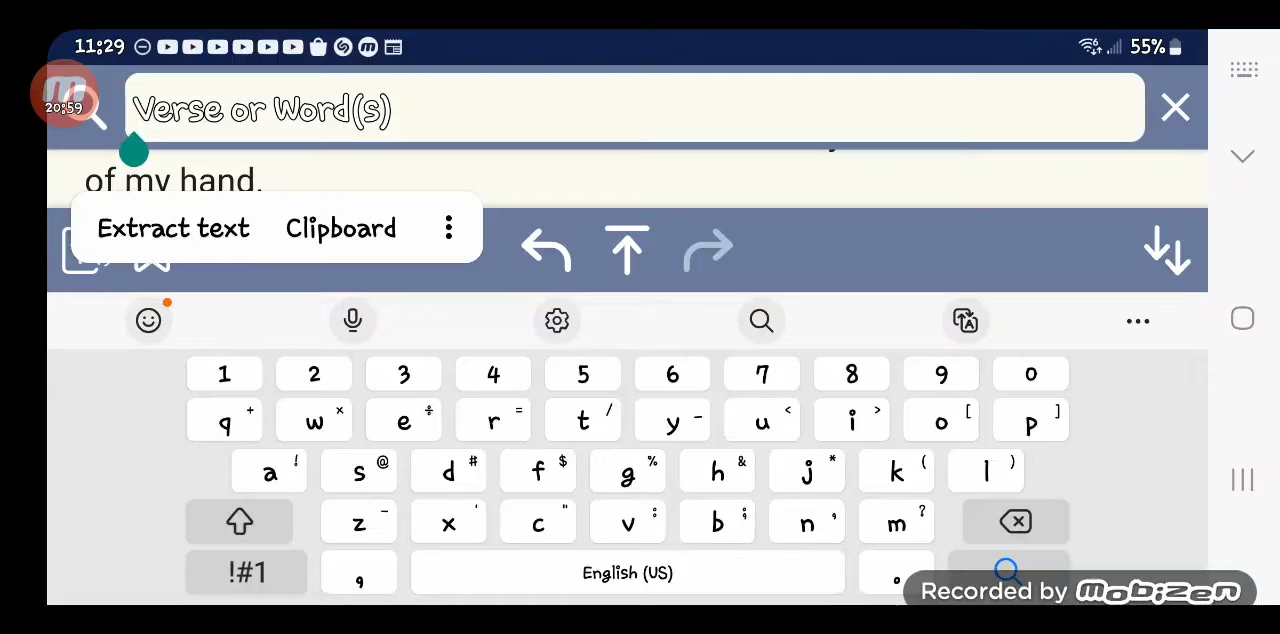 11:29 55%
20:59
Verse or Word(s)
of my hand.
Extract text Clipboard
1 2 3 4 5 6 7 8 9 0
q + w × e ÷ r = t / y - u < i > o [ p ]
a ! s @ d # f $ g % h & j * k ( l )
z - x ' c " v : b ; n , m ?
!#1 , English (US) .
Recorded by Mobizen